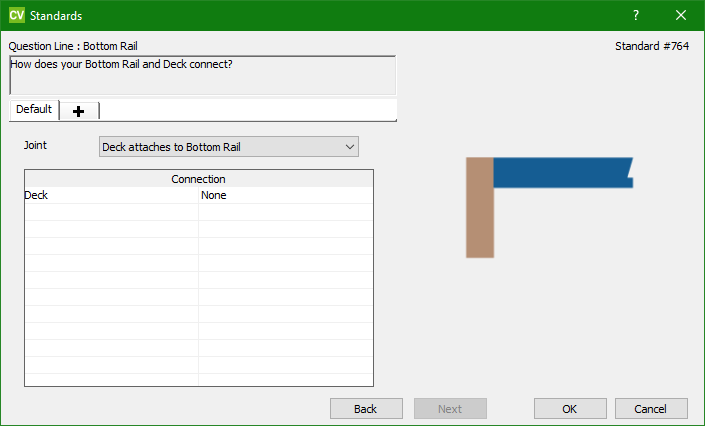 CV Standards
?
Question Line : Bottom Rail
Standard #764
How does your Bottom Rail and Deck connect?
Default
Joint
Deck attaches to Bottom Rail
Connection
Deck None
Back Next OK Cancel